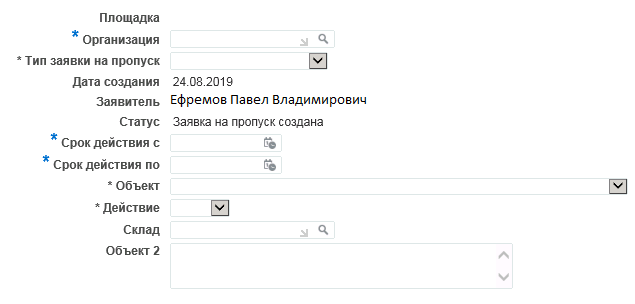 Площадка
* Организация
* Тип заявки на пропуск
Дата создания 24.08.2019
Заявитель Ефремов Павел Владимирович
Статус Заявка на пропуск создана
* Срок действия с
* Срок действия по
* Объект
* Действие
Склад
Объект 2